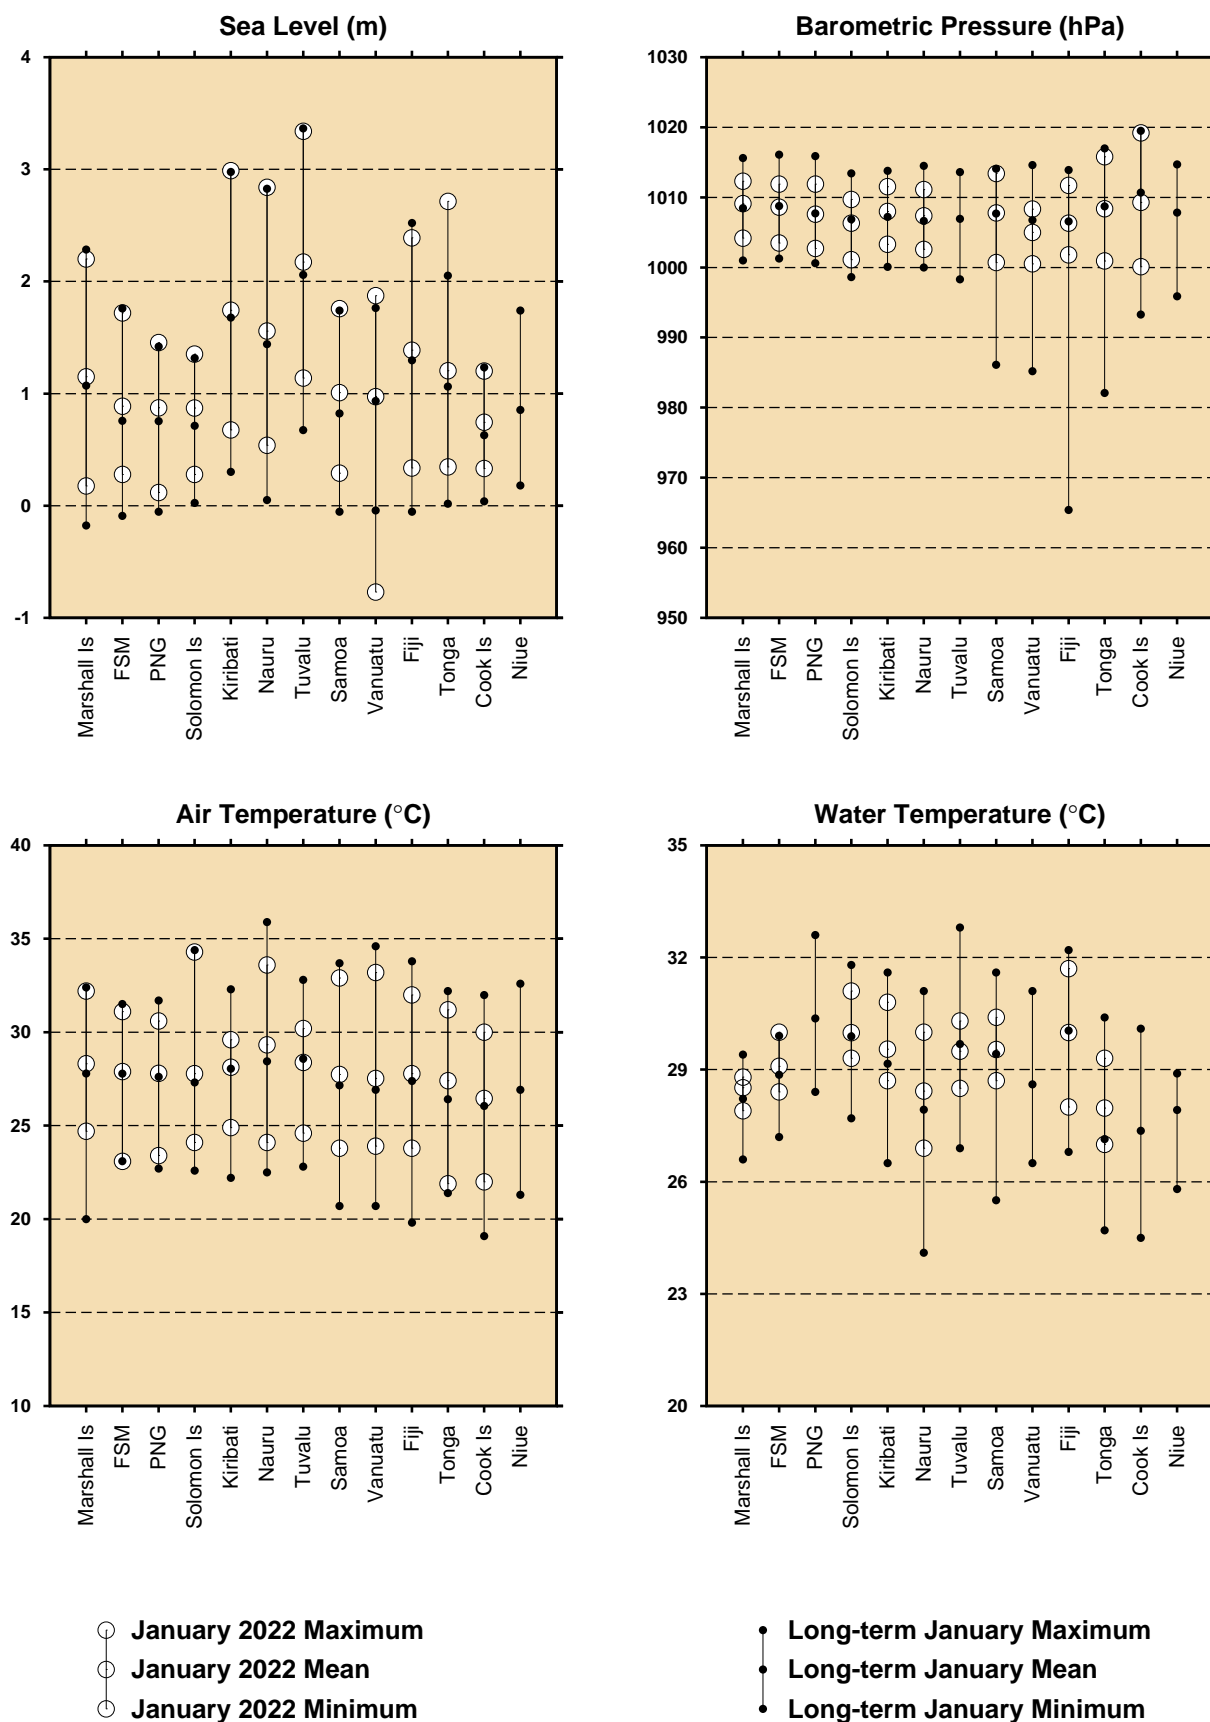 Sea Level (m)
4
3
2
1
0
-1
Marshall Is
FSM
PNG
Solomon Is
Kiribati
Nauru
Tuvalu
Samoa
Vanuatu
Fiji
Tonga
Cook Is
Niue
Barometric Pressure (hPa)
1030
1020
1010
1000
990
980
970
960
950
Marshall Is
FSM
PNG
Solomon Is
Kiribati
Nauru
Tuvalu
Samoa
Vanuatu
Fiji
Tonga
Cook Is
Niue
Air Temperature (°C)
40
35
30
25
20
15
10
Marshall Is
FSM
PNG
Solomon Is
Kiribati
Nauru
Tuvalu
Samoa
Vanuatu
Fiji
Tonga
Cook Is
Niue
Water Temperature (°C)
35
32
29
26
23
20
Marshall Is
FSM
PNG
Solomon Is
Kiribati
Nauru
Tuvalu
Samoa
Vanuatu
Fiji
Tonga
Cook Is
Niue
January 2022 Maximum
January 2022 Mean
January 2022 Minimum
Long-term January Maximum
Long-term January Mean
Long-term January Minimum